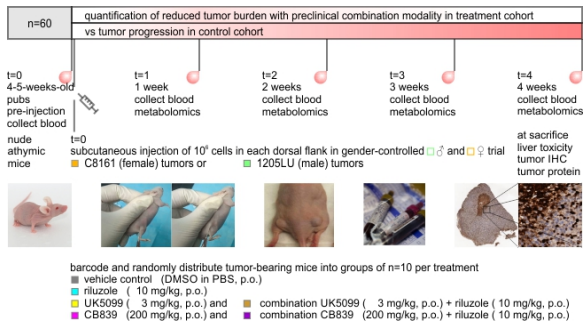 n=60
quantification of reduced tumor burden with preclinical combination modality in treatment cohort
vs tumor progression in control cohort
t=0
4-5-weeks-old
pubs
pre-injection
collect blood
t=1
1 week
collect blood
metabolomics
t=2
2 weeks
collect blood
metabolomics
t=3
3 weeks
collect blood
metabolomics
t=4
4 weeks
collect blood
metabolomics
nude
athymic
mice
t=0
subcutaneous injection of 10⁶ cells in each dorsal flank in gender-controlled ♂ and ♀ trial
C8161 (female) tumors or 1205LU (male) tumors
at sacrifice
liver toxicity
tumor IHC
tumor protein
barcode and randomly distribute tumor-bearing mice into groups of n=10 per treatment
vehicle control (DMSO in PBS, p.o.)
riluzole ( 10 mg/kg, p.o.)
UK5099 ( 3 mg/kg, p.o.) and combination UK5099 ( 3 mg/kg, p.o.) + riluzole ( 10 mg/kg, p.o.)
CB839 (200 mg/kg, p.o.) and combination CB839 (200 mg/kg, p.o.) + riluzole ( 10 mg/kg, p.o.)